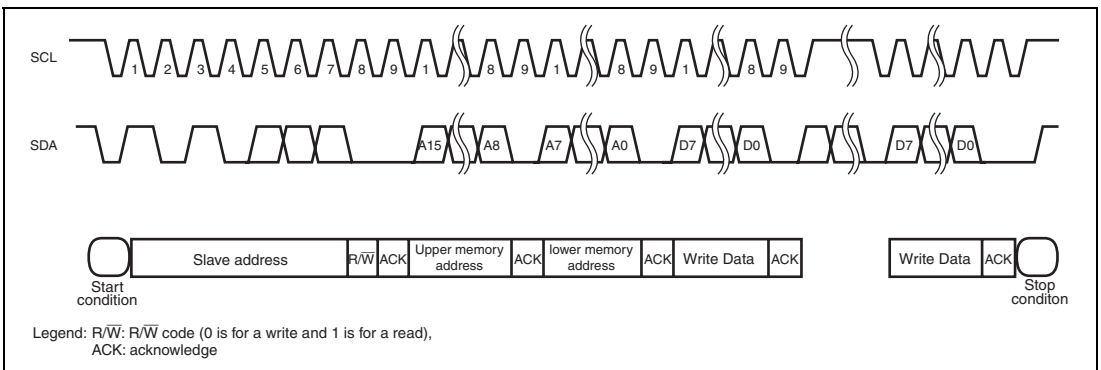 SCL
1 2 3 4 5 6 7 8 9 1 8 9 1 8 9 1 8 9
SDA
A15 A8 A7 A0 D7 D0 D7 D0
Slave address R/W̅ ACK Upper memory address ACK lower memory address ACK Write Data ACK Write Data ACK
Start condition
Stop conditon
Legend: R/W̅: R/W̅ code (0 is for a write and 1 is for a read),
ACK: acknowledge